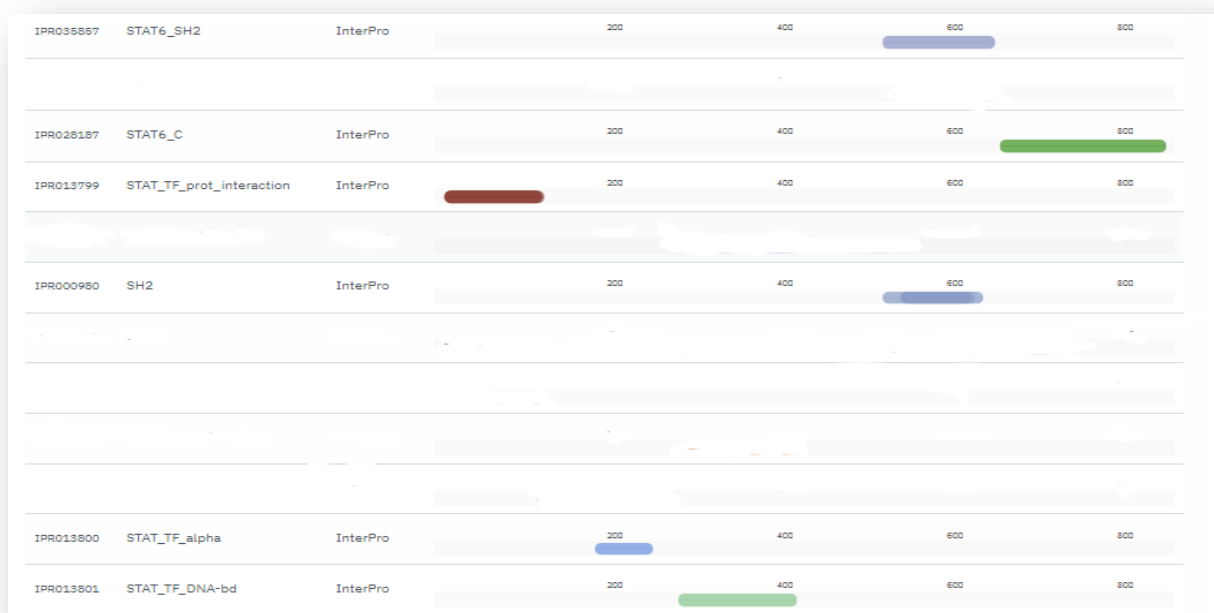 IPR035857 STAT6_SH2 InterPro 200 400 600 800
IPR028187 STAT6_C InterPro 200 400 600 800
IPR013799 STAT_TF_prot_interaction InterPro 200 400 600 800
IPR000980 SH2 InterPro 200 400 600 800
IPR013800 STAT_TF_alpha InterPro 200 400 600 800
IPR013801 STAT_TF_DNA-bd InterPro 200 400 600 800